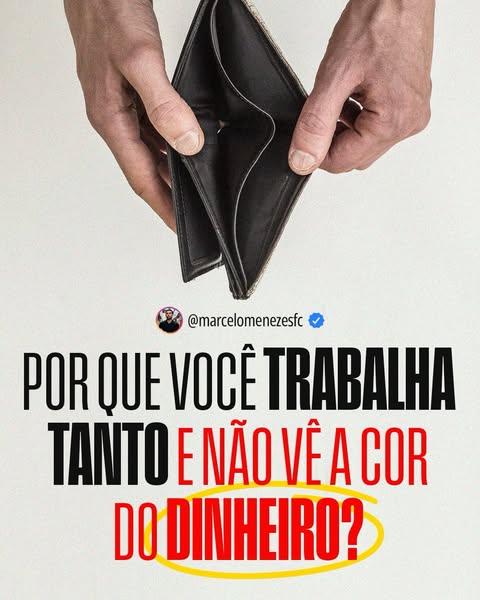 @marcelomenezesfc
POR QUE VOCÊ TRABALHA
TANTO E NÃO VÊ A COR
DO DINHEIRO?